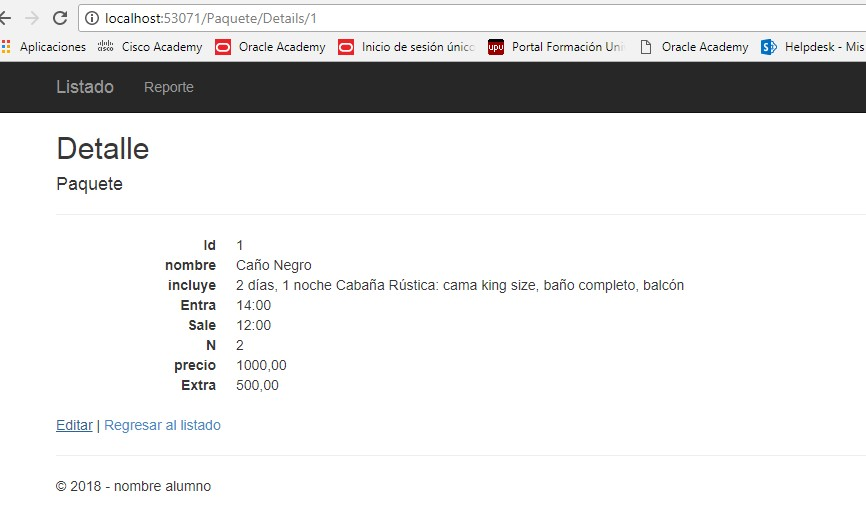 localhost:53071/Paquete/Details/1
Aplicaciones Cisco Academy Oracle Academy Inicio de sesión único upu Portal Formación Uni Oracle Academy Helpdesk - Mis
Listado Reporte
Detalle
Paquete
Id 1
nombre Caño Negro
incluye 2 días, 1 noche Cabaña Rústica: cama king size, baño completo, balcón
Entra 14:00
Sale 12:00
N 2
precio 1000,00
Extra 500,00
Editar | Regresar al listado
© 2018 - nombre alumno